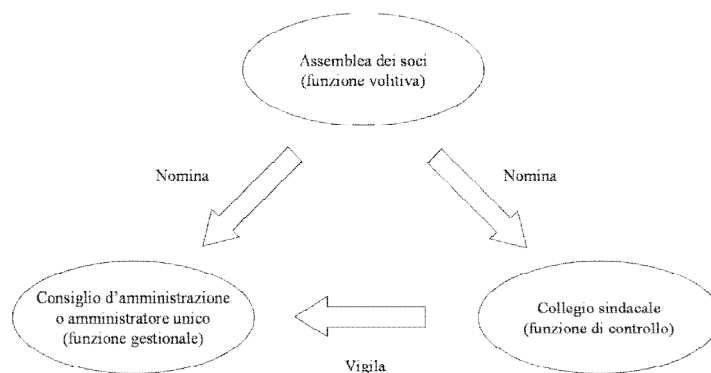 Assemblea dei soci
(funzione volitiva)
Nomina
Nomina
Consiglio d'amministrazione
o amministratore unico
(funzione gestionale)
Collegio sindacale
(funzione di controllo)
Vigila